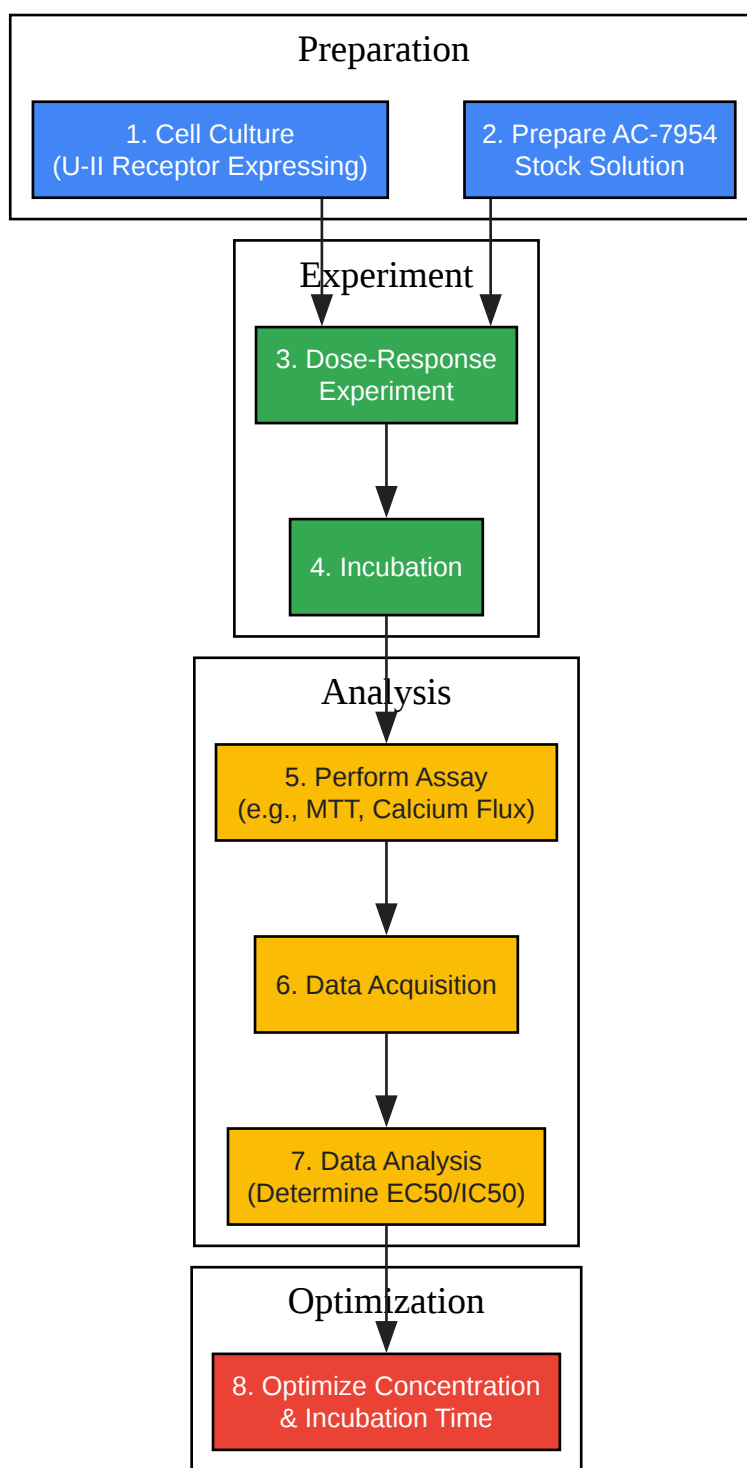 Preparation
1. Cell Culture
(U-II Receptor Expressing)
2. Prepare AC-7954
Stock Solution
Experiment
3. Dose-Response
Experiment
4. Incubation
Analysis
5. Perform Assay
(e.g., MTT, Calcium Flux)
6. Data Acquisition
7. Data Analysis
(Determine EC50/IC50)
Optimization
8. Optimize Concentration
& Incubation Time